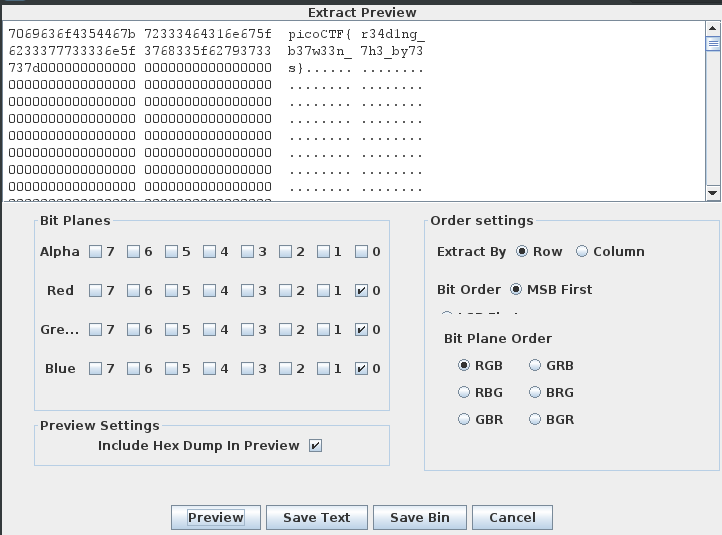 Extract Preview
7069636f4354467b 72333464316e675f picoCTF{ r34d1ng_
6233377733336e5f 3768335f62793733 b37w33n_ 7h3_by73
737d000000000000 0000000000000000 s}...... ........
0000000000000000 0000000000000000 ........ ........
0000000000000000 0000000000000000 ........ ........
0000000000000000 0000000000000000 ........ ........
0000000000000000 0000000000000000 ........ ........
0000000000000000 0000000000000000 ........ ........
0000000000000000 0000000000000000 ........ ........
Bit Planes
Alpha 7 6 5 4 3 2 1 0
Red 7 6 5 4 3 2 1 0
Gre... 7 6 5 4 3 2 1 0
Blue 7 6 5 4 3 2 1 0
Preview Settings
Include Hex Dump In Preview
Order settings
Extract By Row Column
Bit Order MSB First
Bit Plane Order
RGB GRB
RBG BRG
GBR BGR
Preview Save Text Save Bin Cancel